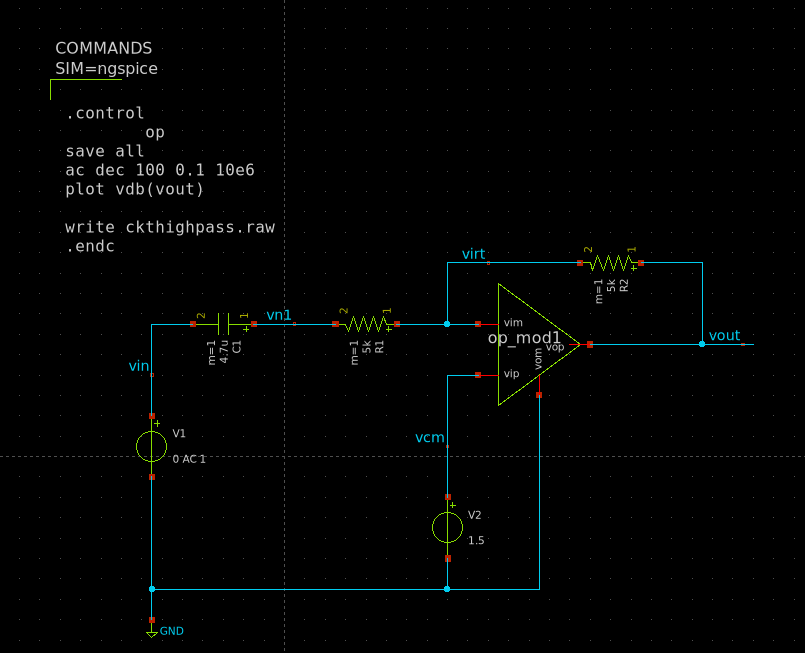 COMMANDS
SIM=ngspice
.control
op
save all
ac dec 100 0.1 10e6
plot vdb(vout)
write ckthighpass.raw
.endc
virt
2
1
m=1
5k
R2
vn1
2
1
m=1
4.7u
C1
2
1
m=1
5k
R1
vim
op_mod1
vop
vom
vip
vout
vin
V1
0 AC 1
vcm
V2
1.5
GND